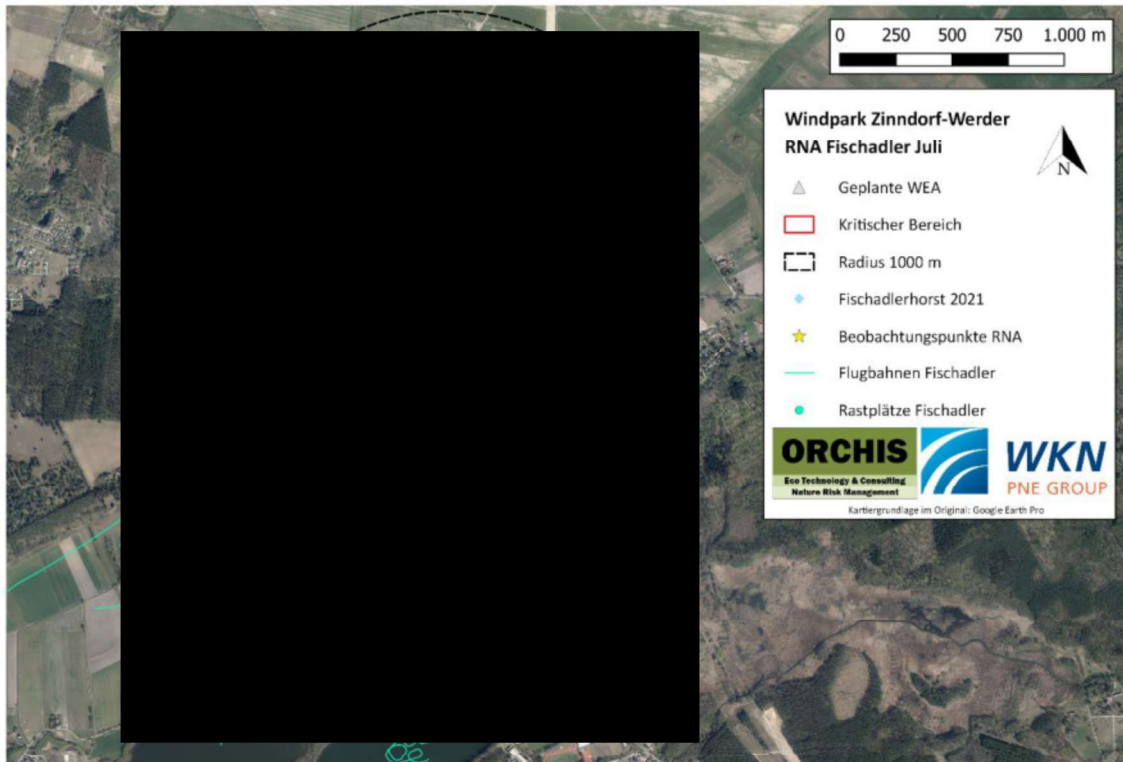 0 250 500 750 1.000 m
Windpark Zinndorf-Werder
RNA Fischadler Juli
N
Geplante WEA
Kritischer Bereich
Radius 1000 m
Fischadlerhorst 2021
Beobachtungspunkte RNA
Flugbahnen Fischadler
Rastplätze Fischadler
ORCHIS
Eco Technology & Consulting
Nature Risk Management
WKN
PNE GROUP
Kartiergrundlage im Original: Google Earth Pro